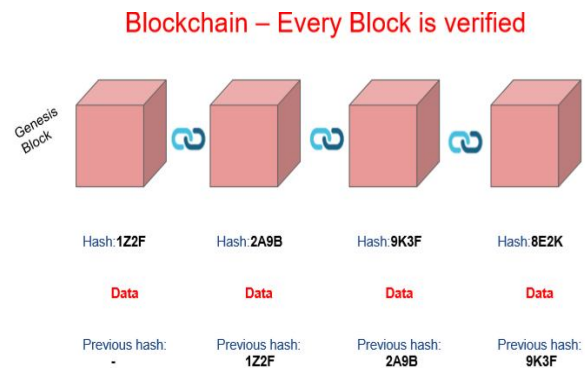 Blockchain – Every Block is verified
Genesis
Block
Hash:1Z2F
Hash:2A9B
Hash:9K3F
Hash:8E2K
Data
Data
Data
Data
Previous hash:
-
Previous hash:
1Z2F
Previous hash:
2A9B
Previous hash:
9K3F